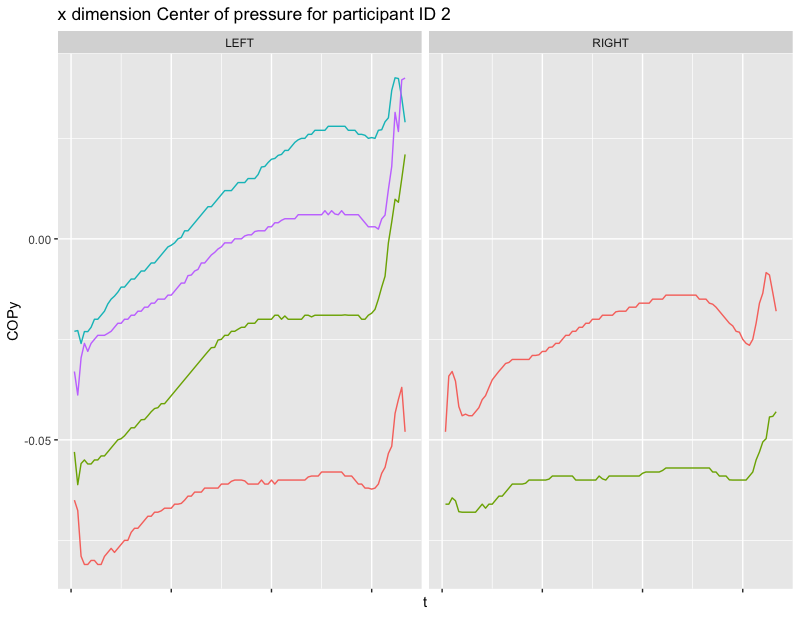 x dimension Center of pressure for participant ID 2
LEFT
RIGHT
0.00
COPy
-0.05
t